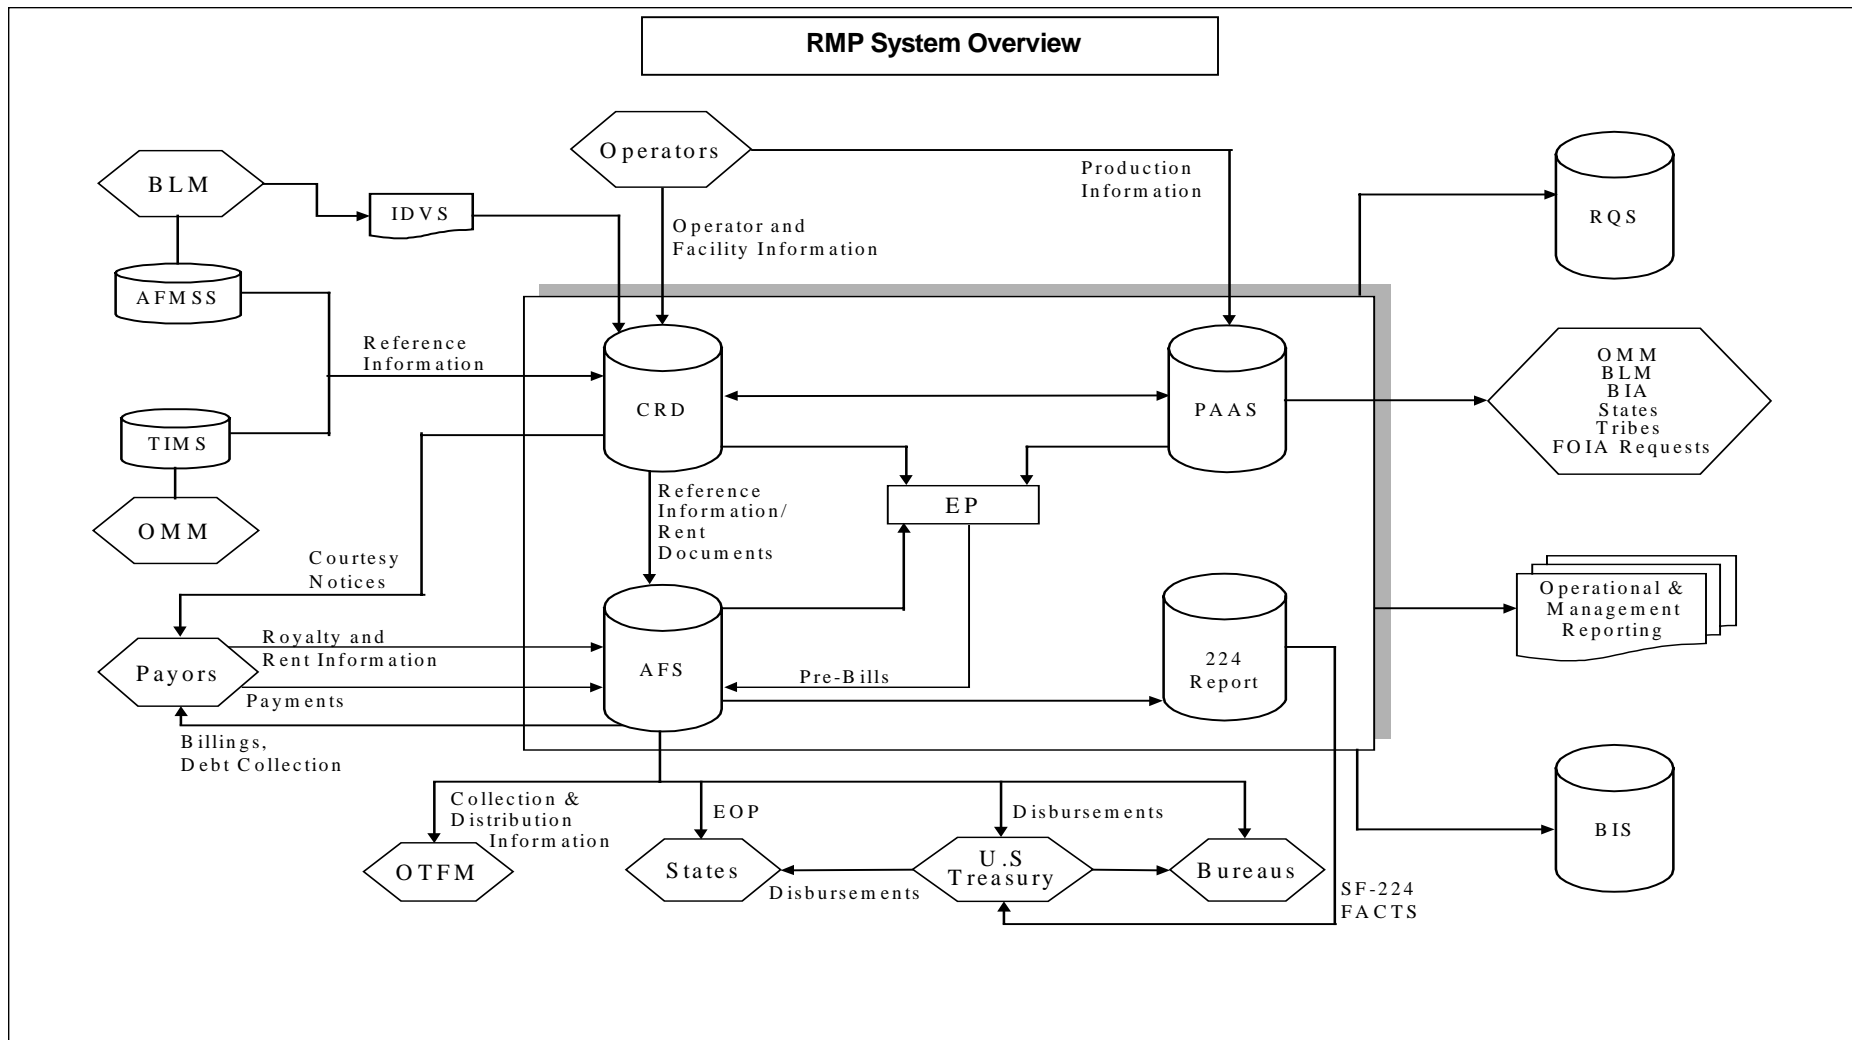 RMP System Overview
Operators
BLM
IDVS
Production
Information
RQS
Operator and
Facility Information
AFMSS
Reference
Information
OMM
BLM
BIA
States
Tribes
FOIA Requests
CRD
PAAS
TIMS
Reference
Information/
Rent
Documents
EP
OMM
Courtesy
Notices
Operational &
Management
Reporting
Royalty and
Rent Information
Payors
AFS
Pre-Bills
224
Report
Payments
Billings,
Debt Collection
Collection &
Distribution
Information
EOP
Disbursements
BIS
OTFM
States
U.S
Treasury
Bureaus
Disbursements
SF-224
FACTS